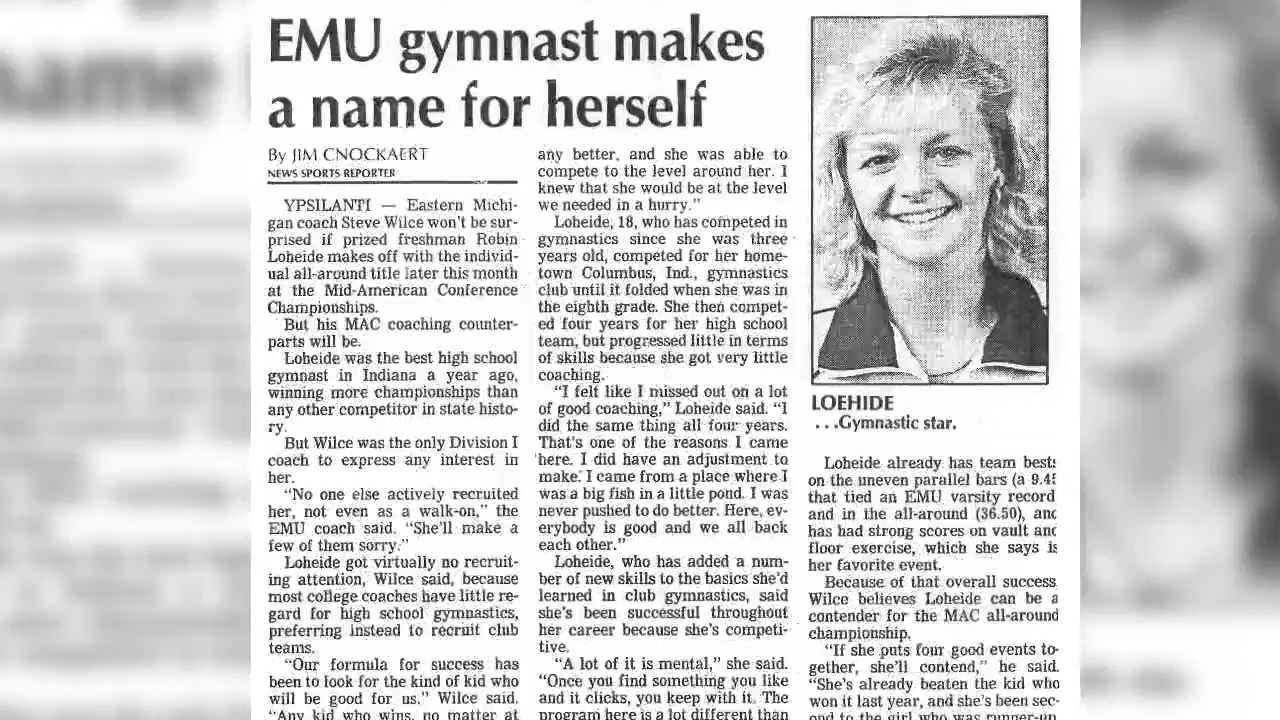 EMU gymnast makes
a name for herself
By JIM CNOCKAERT
NEWS SPORTS REPORTER
YPSILANTI — Eastern Michi-
gan coach Steve Wilce won't be sur-
prised if prized freshman Robin
Loheide makes off with the individ-
ual all-around title later this month
at the Mid-American Conference
Championships.
But his MAC coaching counter-
parts will be.
Loheide was the best high school
gymnast in Indiana a year ago,
winning more championships than
any other competitor in state histo-
ry.
But Wilce was the only Division I
coach to express any interest in
her.
“No one else actively recruited
her, not even as a walk-on,” the
EMU coach said. “She'll make a
few of them sorry.”
Loheide got virtually no recruit-
ing attention, Wilce said, because
most college coaches have little re-
gard for high school gymnastics,
preferring instead to recruit club
teams.
“Our formula for success has
been to look for the kind of kid who
will be good for us,” Wilce said.
“Any kid who wins, no matter at
any better, and she was able to
compete to the level around her. I
knew that she would be at the level
we needed in a hurry.”
Loheide, 18, who has competed in
gymnastics since she was three
years old, competed for her home-
town Columbus, Ind., gymnastics
club until it folded when she was in
the eighth grade. She then compet-
ed four years for her high school
team, but progressed little in terms
of skills because she got very little
coaching.
“I felt like I missed out on a lot
of good coaching,” Loheide said. “I
did the same thing all four years.
That's one of the reasons I came
here. I did have an adjustment to
make. I came from a place where I
was a big fish in a little pond. I was
never pushed to do better. Here, ev-
erybody is good and we all back
each other.”
Loheide, who has added a num-
ber of new skills to the basics she'd
learned in club gymnastics, said
she's been successful throughout
her career because she's competi-
tive.
“A lot of it is mental,” she said.
“Once you find something you like
and it clicks, you keep with it. The
program here is a lot different than
LOEHIDE
. . .Gymnastic star.
Loheide already has team bests
on the uneven parallel bars (a 9.45
that tied an EMU varsity record
and in the all-around (36.50), and
has had strong scores on vault and
floor exercise, which she says is
her favorite event.
Because of that overall success
Wilce believes Loheide can be a
contender for the MAC all-around
championship.
“If she puts four good events to-
gether, she'll contend,” he said.
“She's already beaten the kid who
won it last year, and she's been sec-
ond to the girl who was runner-up